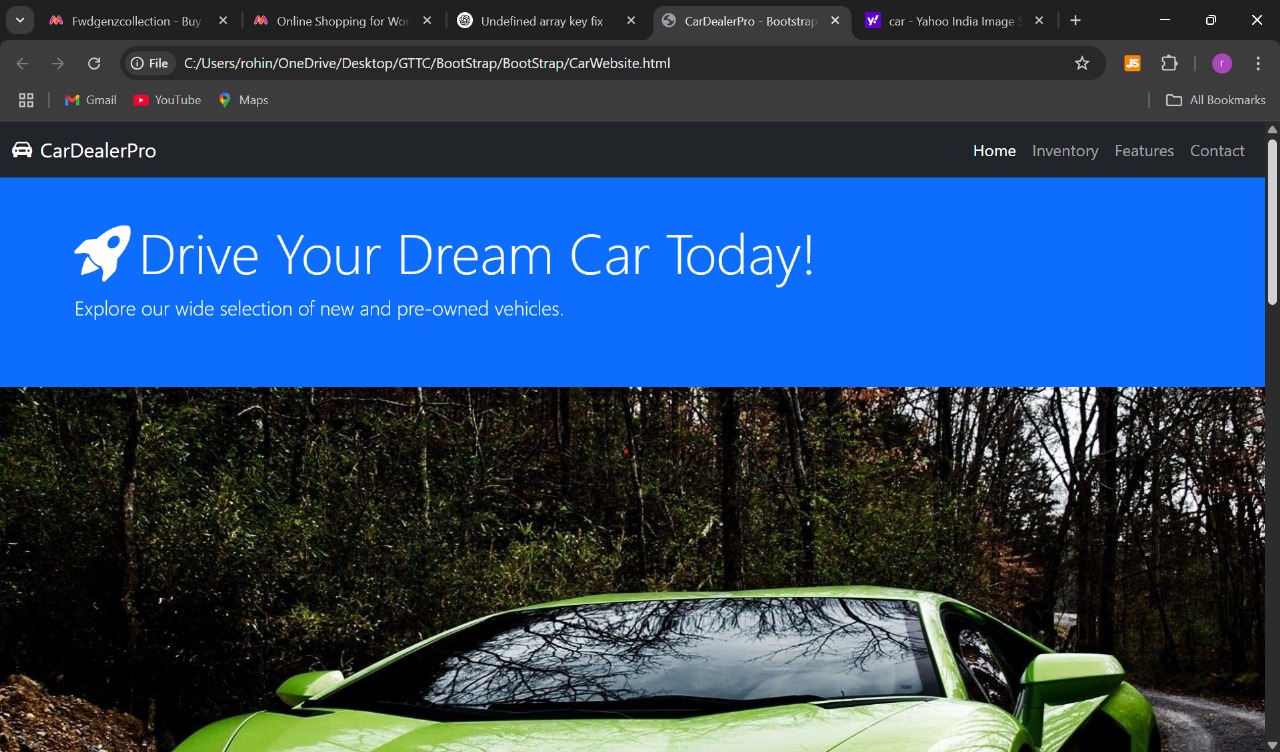 Fwdgenzcollection - Buy
Online Shopping for Wor
Undefined array key fix
CarDealerPro - Bootstrap
car - Yahoo India Image S
File
C:/Users/rohin/OneDrive/Desktop/GTTC/BootStrap/BootStrap/CarWebsite.html
JS
r
Gmail
YouTube
Maps
All Bookmarks
CarDealerPro
Home
Inventory
Features
Contact
Drive Your Dream Car Today!
Explore our wide selection of new and pre-owned vehicles.